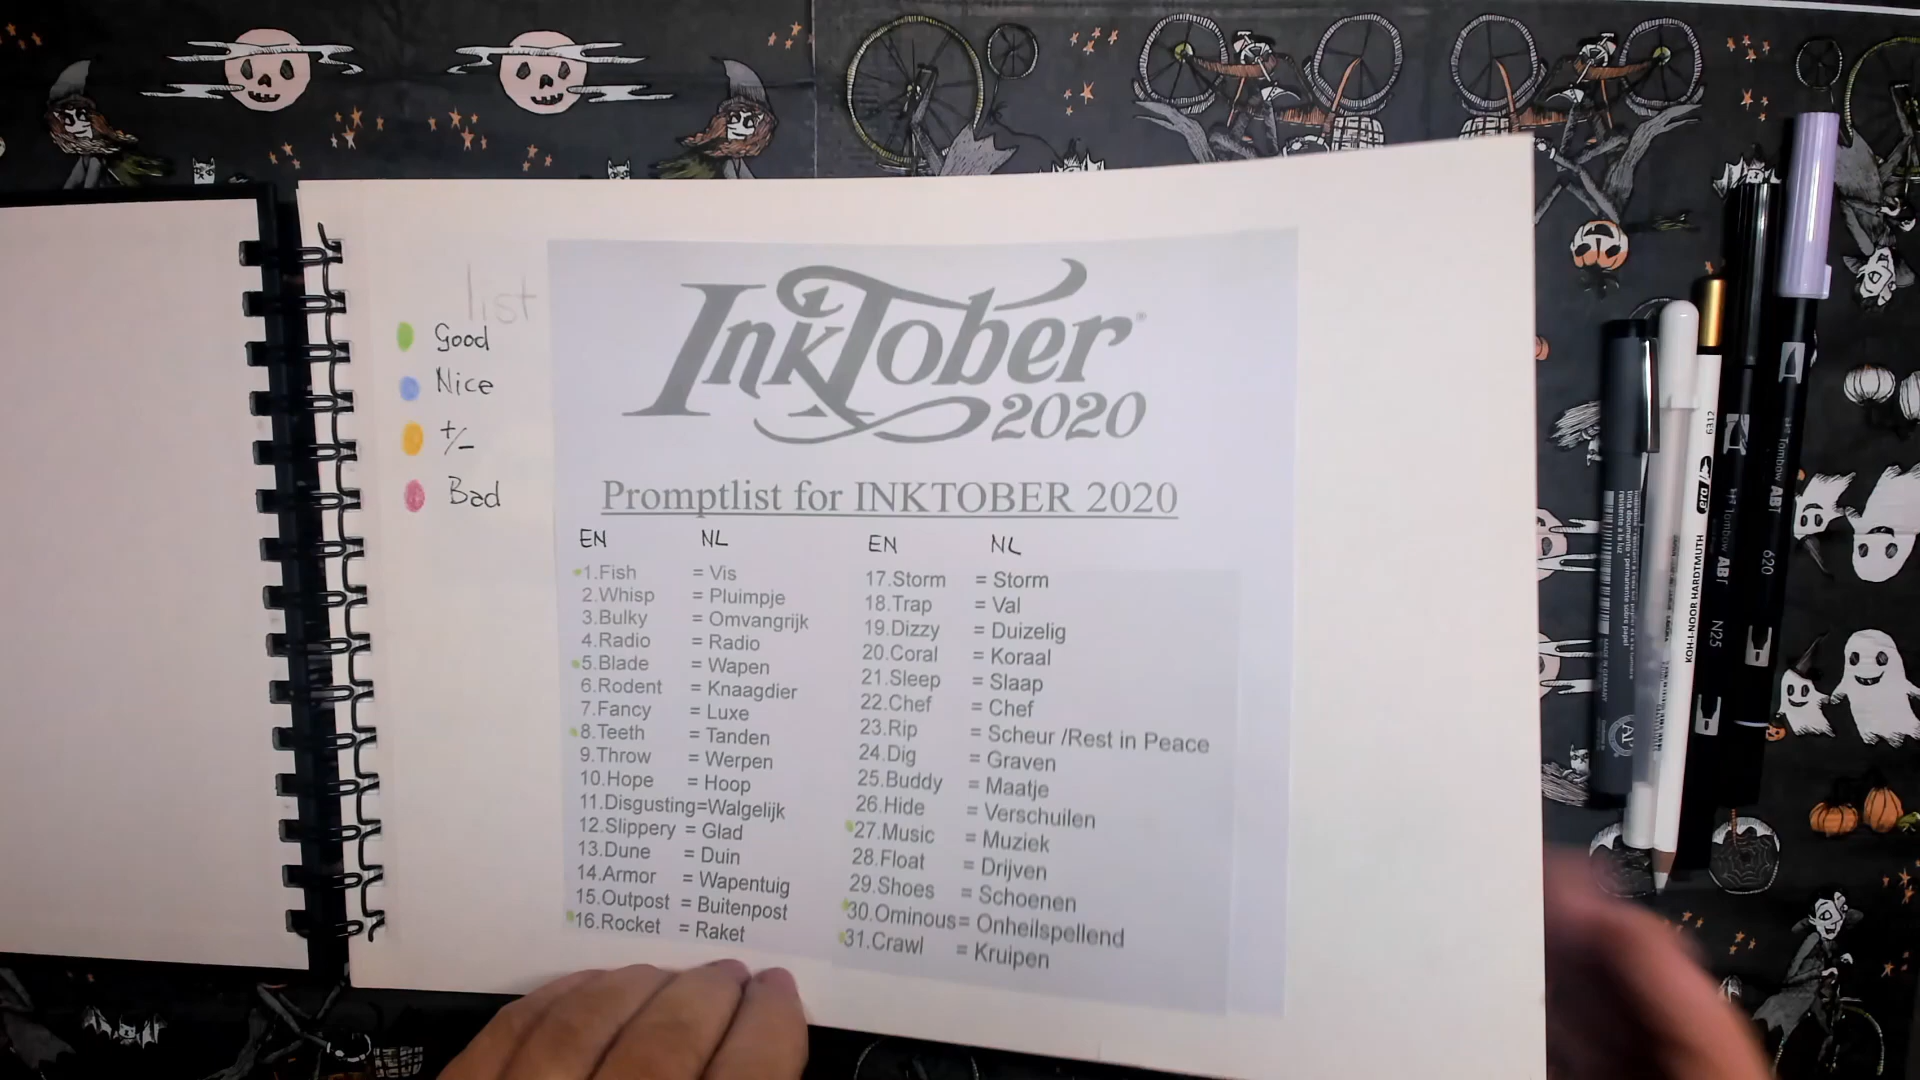 list
Good
Nice
+/-
Bad
InkTober®
2020
Promptlist for INKTOBER 2020
EN NL
1.Fish = Vis
2.Whisp = Pluimpje
3.Bulky = Omvangrijk
4.Radio = Radio
5.Blade = Wapen
6.Rodent = Knaagdier
7.Fancy = Luxe
8.Teeth = Tanden
9.Throw = Werpen
10.Hope = Hoop
11.Disgusting=Walgelijk
12.Slippery = Glad
13.Dune = Duin
14.Armor = Wapentuig
15.Outpost = Buitenpost
16.Rocket = Raket
EN NL
17.Storm = Storm
18.Trap = Val
19.Dizzy = Duizelig
20.Coral = Koraal
21.Sleep = Slaap
22.Chef = Chef
23.Rip = Scheur /Rest in Peace
24.Dig = Graven
25.Buddy = Maatje
26.Hide = Verschuilen
27.Music = Muziek
28.Float = Drijven
29.Shoes = Schoenen
30.Ominous= Onheilspellend
31.Crawl = Kruipen
KOH-I-NOOR HARDTMUTH
6312
Tombow ABT
N25
Tombow ABT
620